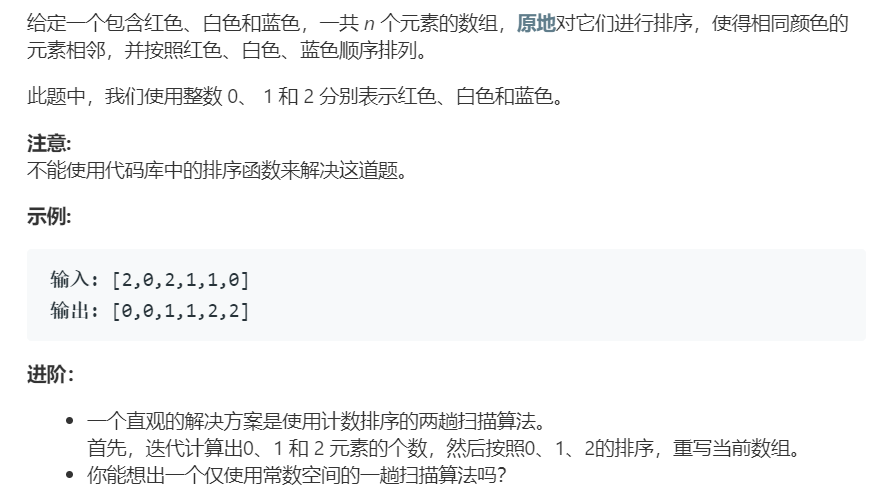 给定一个包含红色、白色和蓝色，一共 n 个元素的数组，原地对它们进行排序，使得相同颜色的
元素相邻，并按照红色、白色、蓝色顺序排列。
此题中，我们使用整数 0、 1 和 2 分别表示红色、白色和蓝色。
注意:
不能使用代码库中的排序函数来解决这道题。
示例:
输入: [2,0,2,1,1,0]
输出: [0,0,1,1,2,2]
进阶：
• 一个直观的解决方案是使用计数排序的两趟扫描算法。
首先，迭代计算出0、1 和 2 元素的个数，然后按照0、1、2的排序，重写当前数组。
• 你能想出一个仅使用常数空间的一趟扫描算法吗？